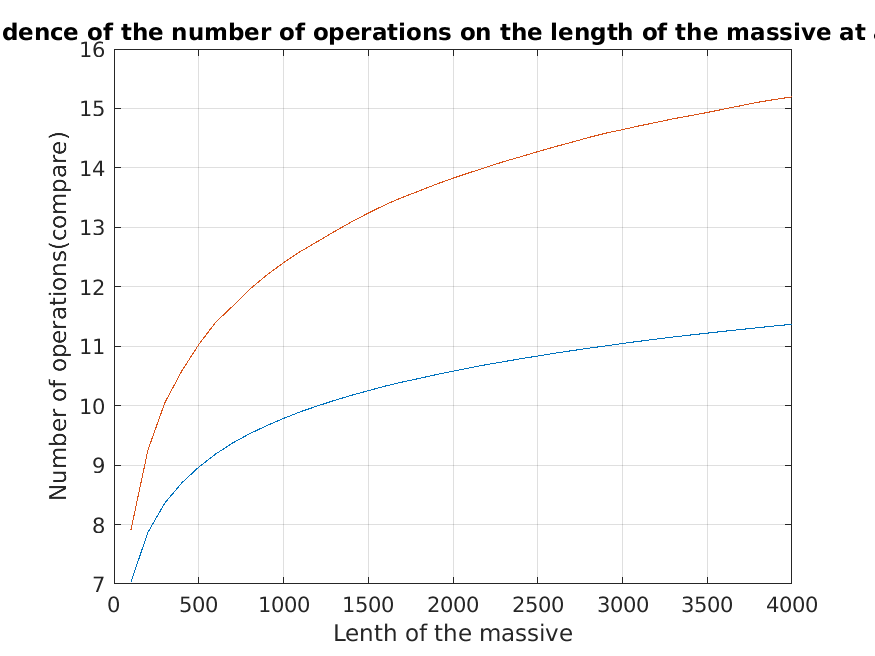 dence of the number of operations on the length of the massive at
16
15
14
13
12
11
10
9
8
7
Number of operations(compare)
0 500 1000 1500 2000 2500 3000 3500 4000
Lenth of the massive